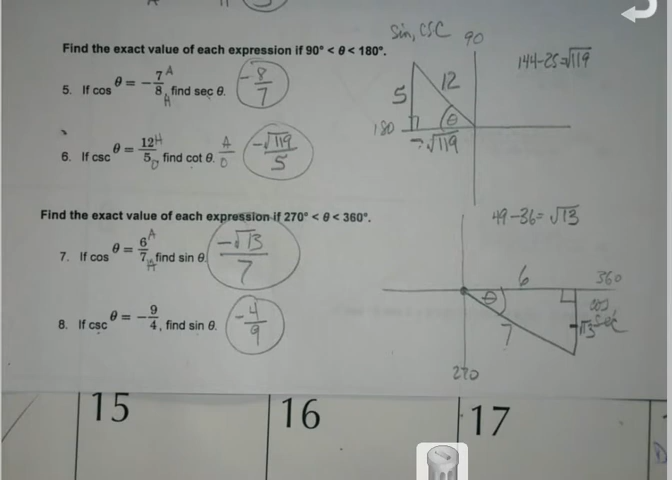 Find the exact value of each expression if 90° < θ < 180°.
sin, CSC
90
144-25=√119
5. If cos θ = -7/8, find sec θ. -8/7
A
A
5
12
θ
180
-√119
6. If csc θ = 12/5, find cot θ. A/O -√119/5
H
O
Find the exact value of each expression if 270° < θ < 360°.
49-36=√13
7. If cos θ = 6/7, find sin θ. -√13/7
A
6
360
θ
7
cos
sec
-√13
8. If csc θ = -9/4, find sin θ. -4/9
270
15
16
17